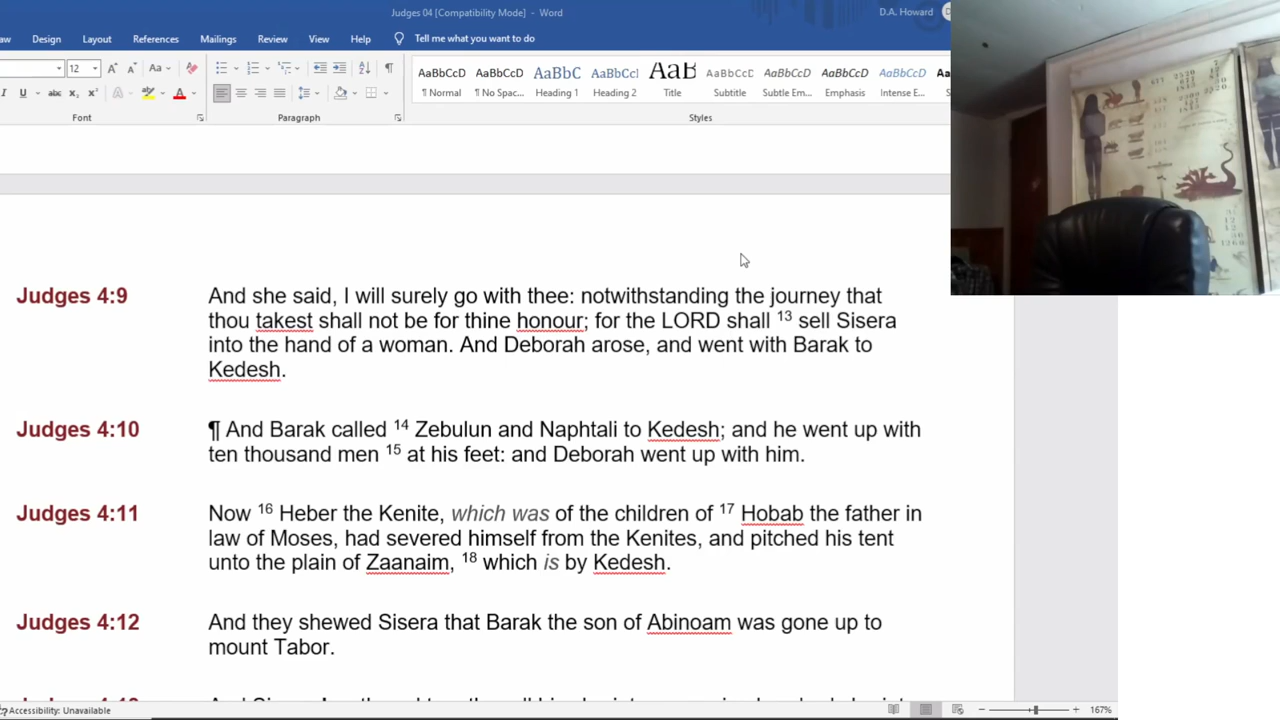 Judges 04 [Compatibility Mode] - Word
D.A. Howard
aw Design Layout References Mailings Review View Help Tell me what you want to do
12 A A Aa A ¶
AaBbCcD AaBbCcD AaBbC AaBbCcI AaB AaBbCcD AaBbCcD AaBbCcD AaBbCcD Aa
I U abc x₂ x² A A
¶ Normal ¶ No Spac... Heading 1 Heading 2 Title Subtitle Subtle Em... Emphasis Intense E...
Font Paragraph Styles
Judges 4:9 And she said, I will surely go with thee: notwithstanding the journey that
thou takest shall not be for thine honour; for the LORD shall 13 sell Sisera
into the hand of a woman. And Deborah arose, and went with Barak to
Kedesh.
Judges 4:10 ¶ And Barak called 14 Zebulun and Naphtali to Kedesh; and he went up with
ten thousand men 15 at his feet: and Deborah went up with him.
Judges 4:11 Now 16 Heber the Kenite, which was of the children of 17 Hobab the father in
law of Moses, had severed himself from the Kenites, and pitched his tent
unto the plain of Zaanaim, 18 which is by Kedesh.
Judges 4:12 And they shewed Sisera that Barak the son of Abinoam was gone up to
mount Tabor.
Accessibility: Unavailable
167%